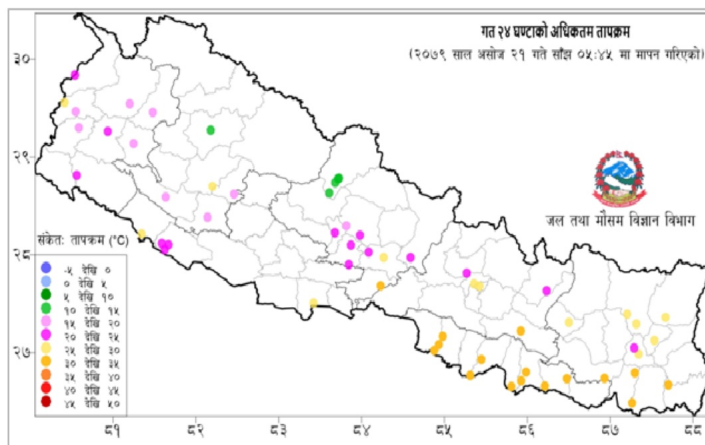 गत २४ घण्टाको अधिकतम तापक्रम
(२०७९ साल असोज २१ गते साँझ ०५:४५ मा मापन गरिएको)
जल तथा मौसम विज्ञान विभाग
संकेत: तापक्रम (°C)
-५ देखि ०
० देखि ५
५ देखि १०
१० देखि १५
१५ देखि २०
२० देखि २५
२५ देखि ३०
३० देखि ३५
३५ देखि ४०
४० देखि ४५
४५ देखि ५०
३०
२९
२८
२७
८१ ८२ ८३ ८४ ८५ ८६ ८७ ८८